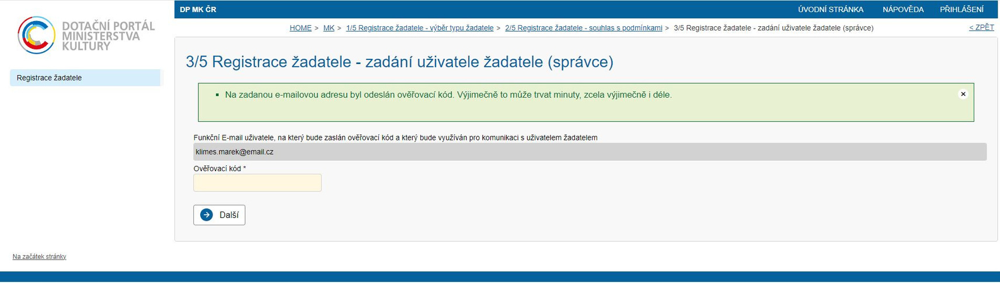 DOTAČNÍ PORTÁL
MINISTERSTVA
KULTURY
Registrace žadatele
DP MK ČR
ÚVODNÍ STRÁNKA NÁPOVĚDA PŘIHLÁŠENÍ
HOME > MK > 1/5 Registrace žadatele - výběr typu žadatele > 2/5 Registrace žadatele - souhlas s podmínkami > 3/5 Registrace žadatele - zadání uživatele žadatele (správce)
< ZPĚT
3/5 Registrace žadatele - zadání uživatele žadatele (správce)
Na zadanou e-mailovou adresu byl odeslán ověřovací kód. Výjimečně to může trvat minuty, zcela výjimečně i déle.
Funkční E-mail uživatele, na který bude zaslán ověřovací kód a který bude využíván pro komunikaci s uživatelem žadatelem
klimes.marek@email.cz
Ověřovací kód *
Další
Na začátek stránky